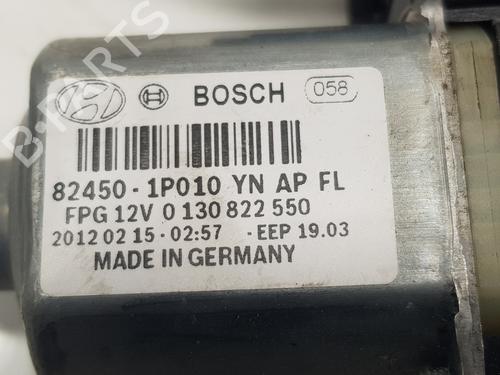 BOSCH 058
82450-1P010 YN AP FL
FPG 12V 0 130 822 550
2012 02 15-02:57 -EEP 19.03
MADE IN GERMANY
B-PARTS